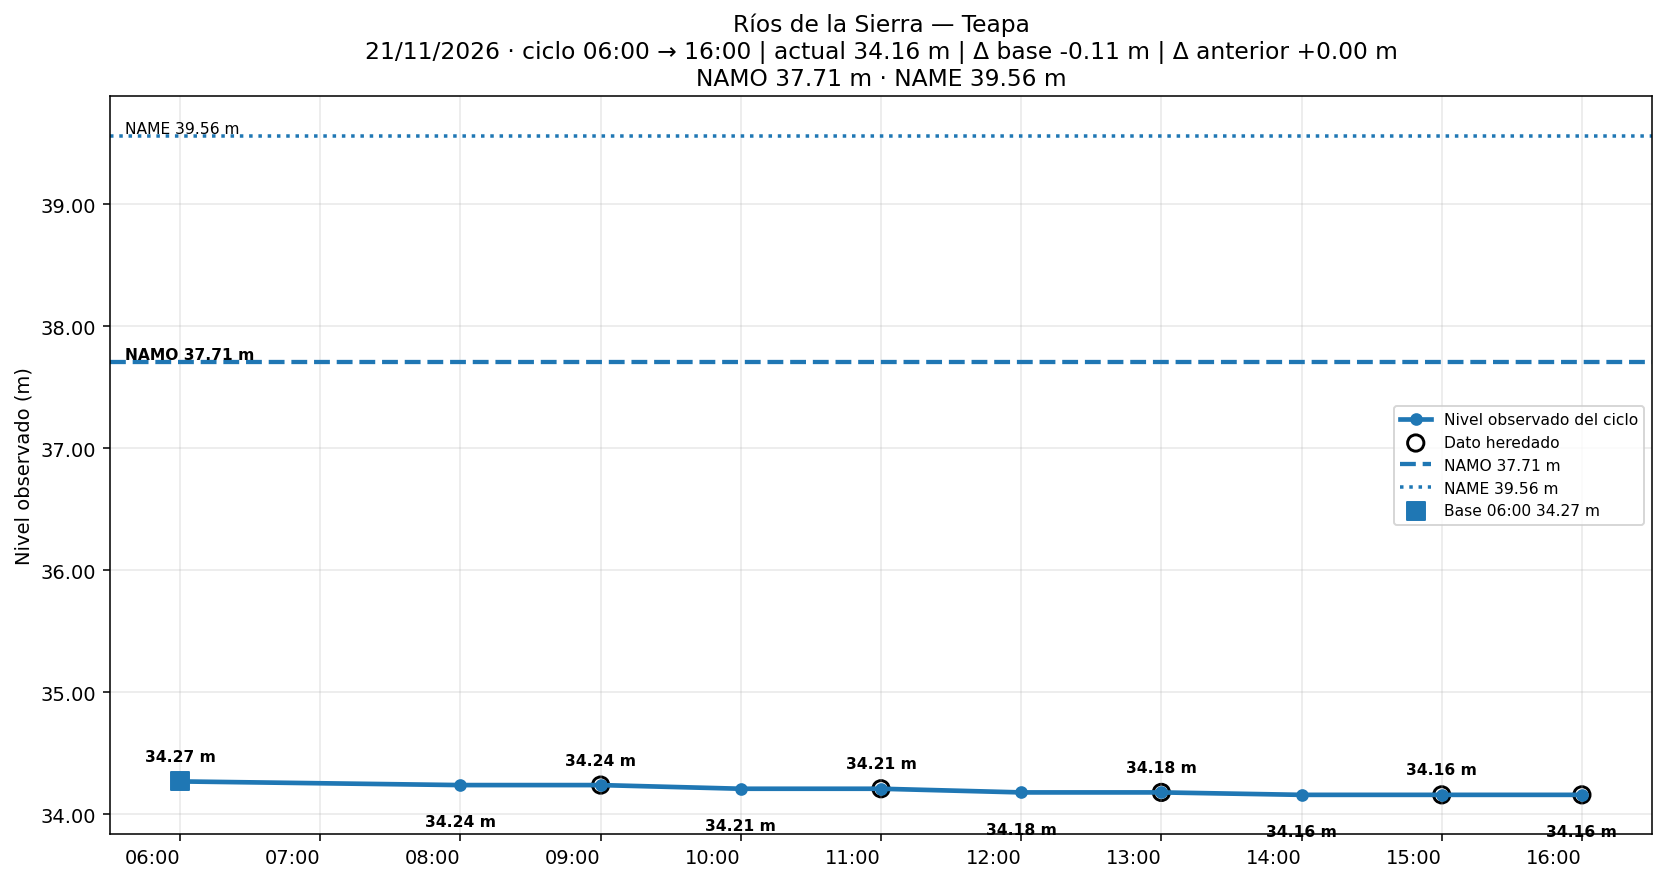 Ríos de la Sierra — Teapa
21/11/2026 · ciclo 06:00 → 16:00 | actual 34.16 m | Δ base -0.11 m | Δ anterior +0.00 m
NAMO 37.71 m · NAME 39.56 m
NAME 39.56 m
39.00
38.00
NAMO 37.71 m
37.00
36.00
35.00
34.00
Nivel observado (m)
Nivel observado del ciclo
Dato heredado
NAMO 37.71 m
NAME 39.56 m
Base 06:00 34.27 m
34.27 m
34.24 m
34.21 m
34.18 m
34.16 m
34.24 m
34.21 m
34.18 m
34.16 m
34.16 m
06:00
07:00
08:00
09:00
10:00
11:00
12:00
13:00
14:00
15:00
16:00